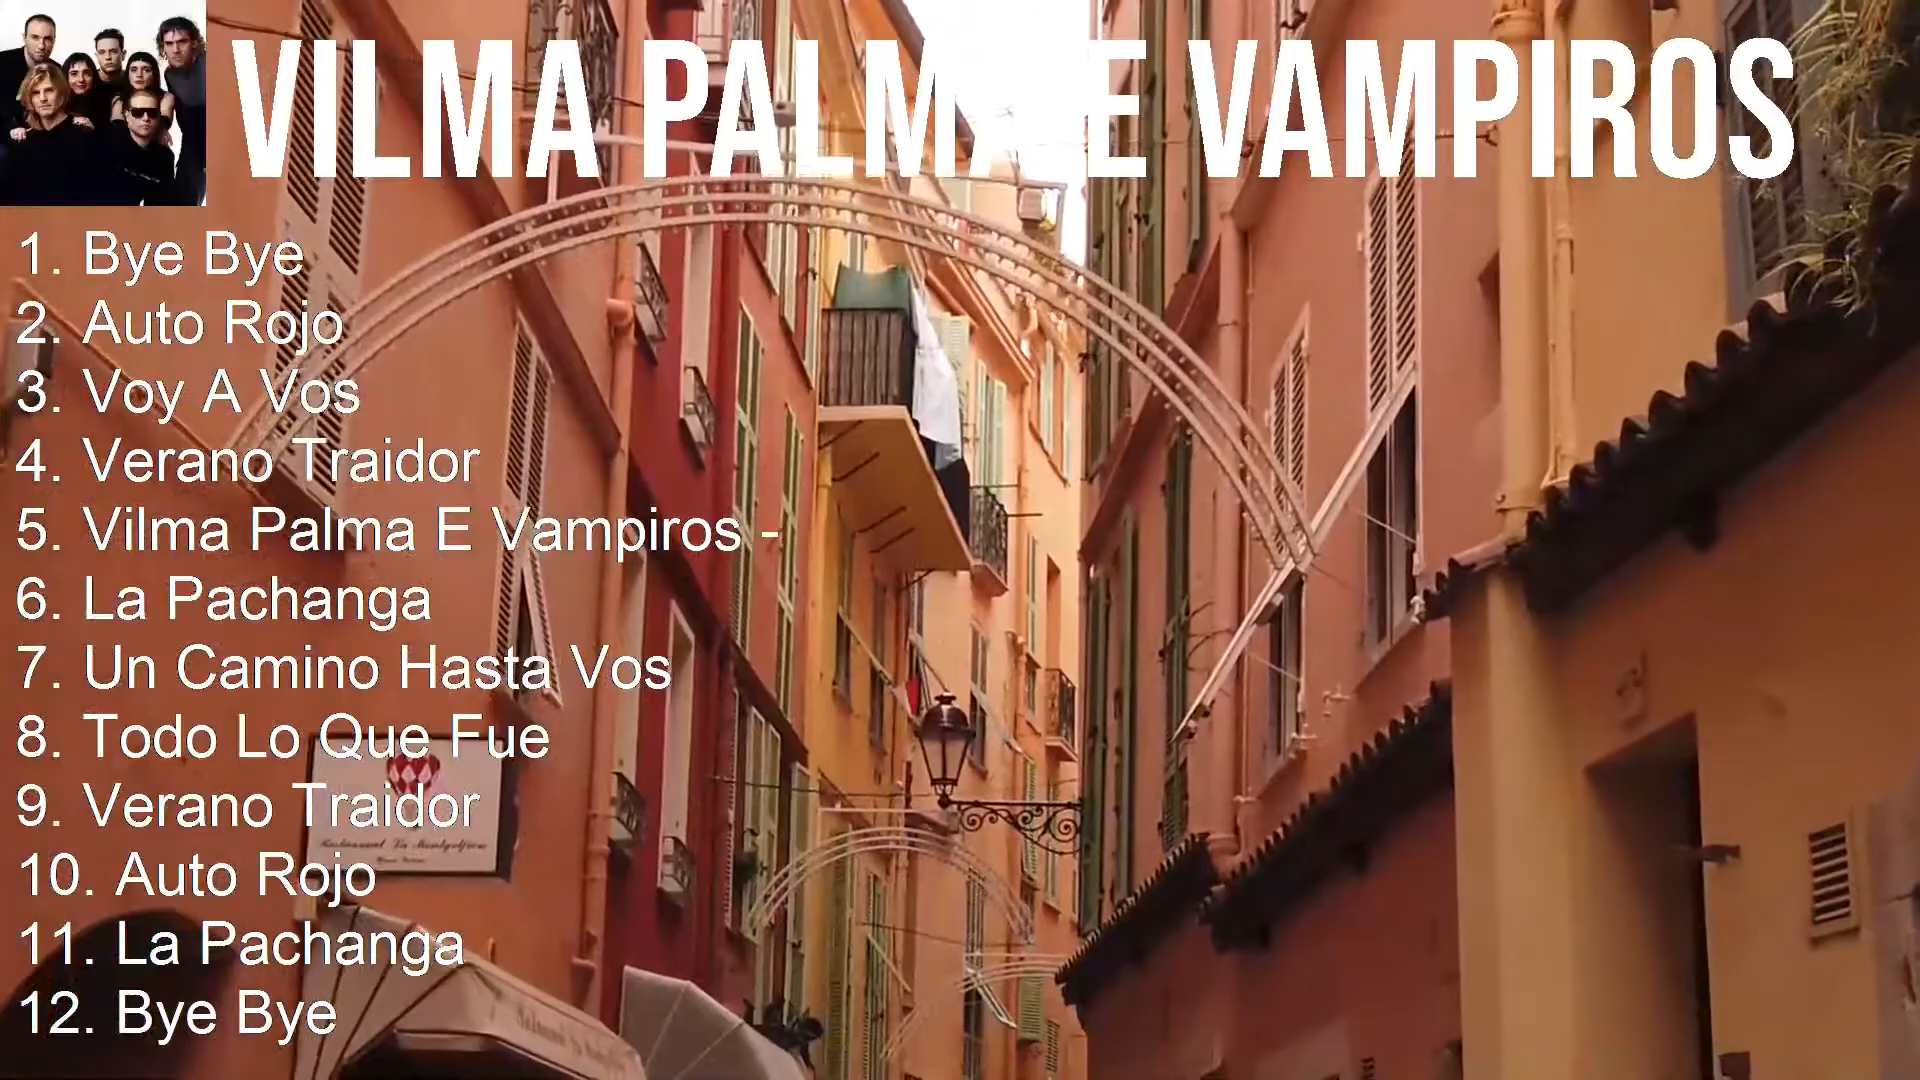 VILMA PALMA E VAMPIROS
1. Bye Bye
2. Auto Rojo
3. Voy A Vos
4. Verano Traidor
5. Vilma Palma E Vampiros -
6. La Pachanga
7. Un Camino Hasta Vos
8. Todo Lo Que Fue
9. Verano Traidor
10. Auto Rojo
11. La Pachanga
12. Bye Bye